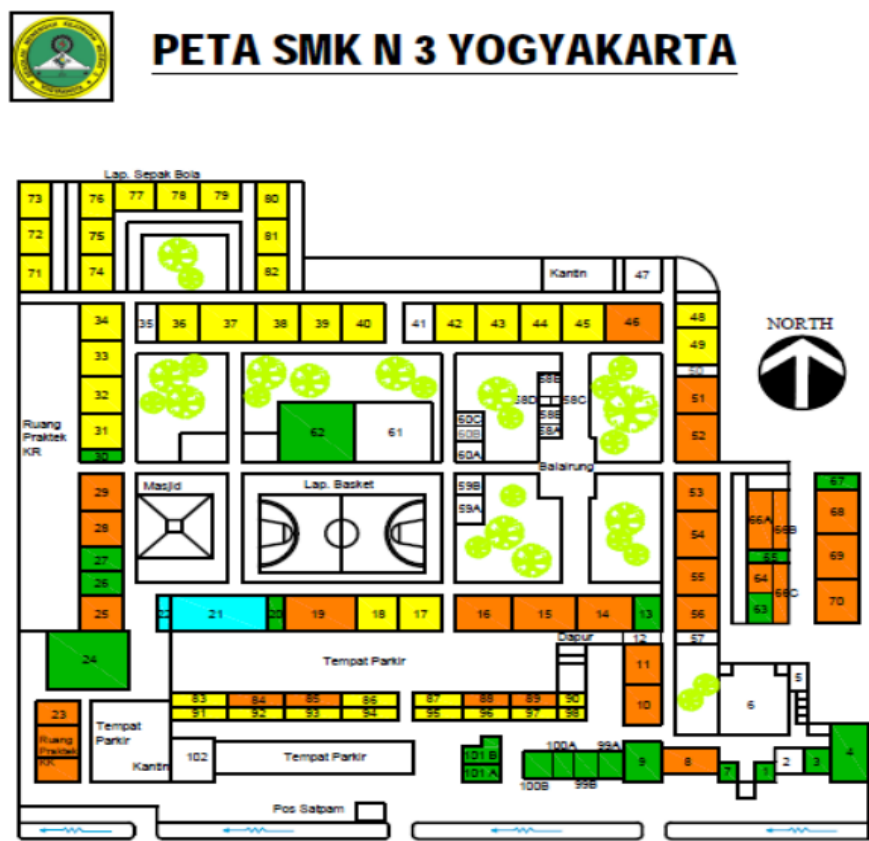 PETA SMK N 3 YOGYAKARTA
Lap. Sepak Bola
73 76 77 78 79 80
72 75 81
71 74 82
Kantin 47
34 35 36 37 38 39 40 41 42 43 44 45 46 48
NORTH
33 49
50
32 51
58E
58D 58C
31 62 61 60C 58B 52
Ruang
Praktek
KR
60B 58A
30 60A
Balairung
29 Masjid Lap. Basket 59B 53 67
28 59A 54 66A 66B 68
27 65 69
26 55 64 66C
25 22 21 20 19 18 17 16 15 14 13 56 63 70
Dapur 12 57
24 Tempat Parkir 11
5
83 84 85 86 87 88 89 90 10 6
91 92 93 94 95 96 97 98
23
Ruang
Praktek
KK
Tempat
Parkir
Kantin 102 Tempat Parkir 101 B 100A 99A 9 8 7 1 2 3 4
101 A 100B 99B
Pos Satpam